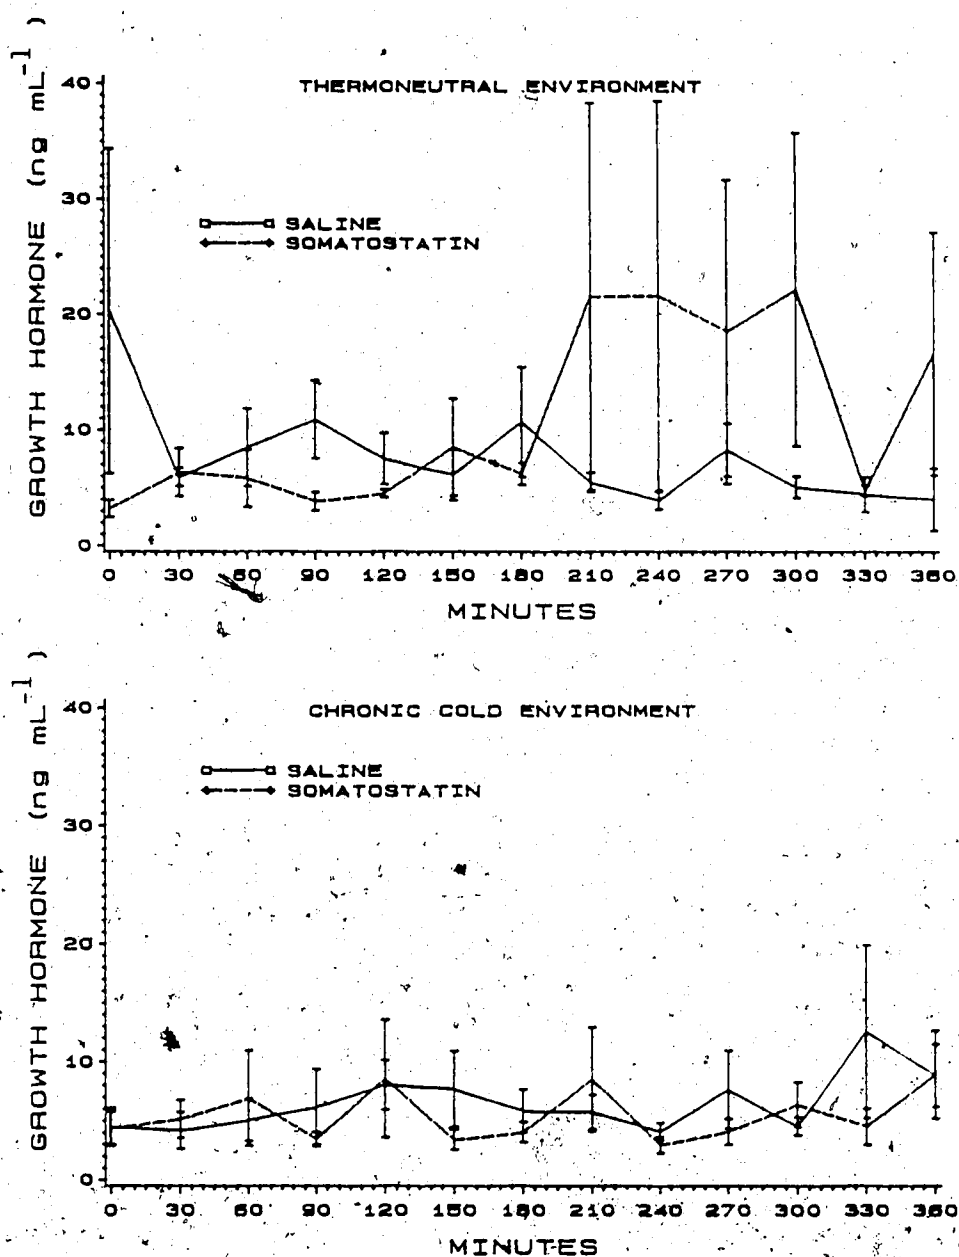 THERMONEUTRAL ENVIRONMENT
GROWTH HORMONE (ng mL-1)
40
30
20
10
0
SALINE
SOMATOSTATIN
0 30 60 90 120 150 180 210 240 270 300 330 360
MINUTES
CHRONIC COLD ENVIRONMENT
GROWTH HORMONE (ng mL-1)
40
30
20
10
0
SALINE
SOMATOSTATIN
0 30 60 90 120 150 180 210 240 270 300 330 360
MINUTES